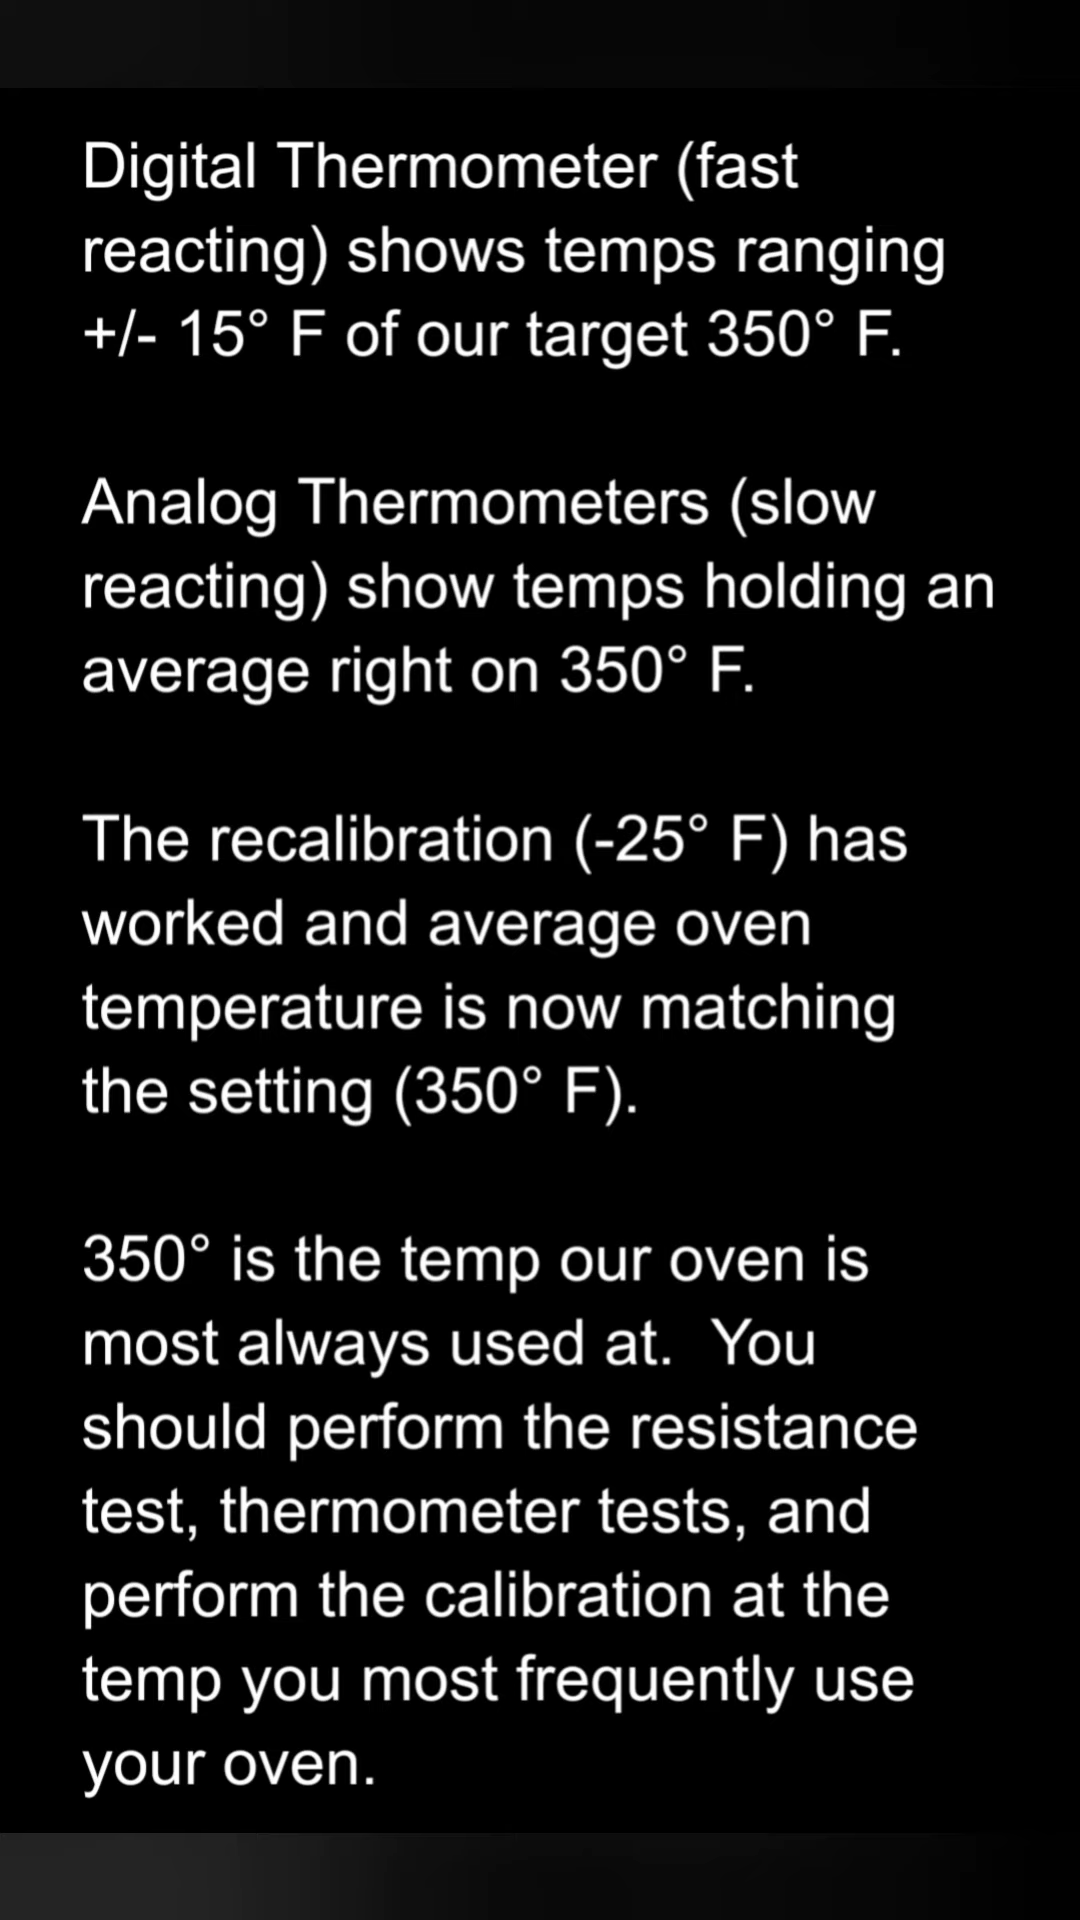 Digital Thermometer (fast
reacting) shows temps ranging
+/- 15° F of our target 350° F.
Analog Thermometers (slow
reacting) show temps holding an
average right on 350° F.
The recalibration (-25° F) has
worked and average oven
temperature is now matching
the setting (350° F).
350° is the temp our oven is
most always used at.  You
should perform the resistance
test, thermometer tests, and
perform the calibration at the
temp you most frequently use
your oven.